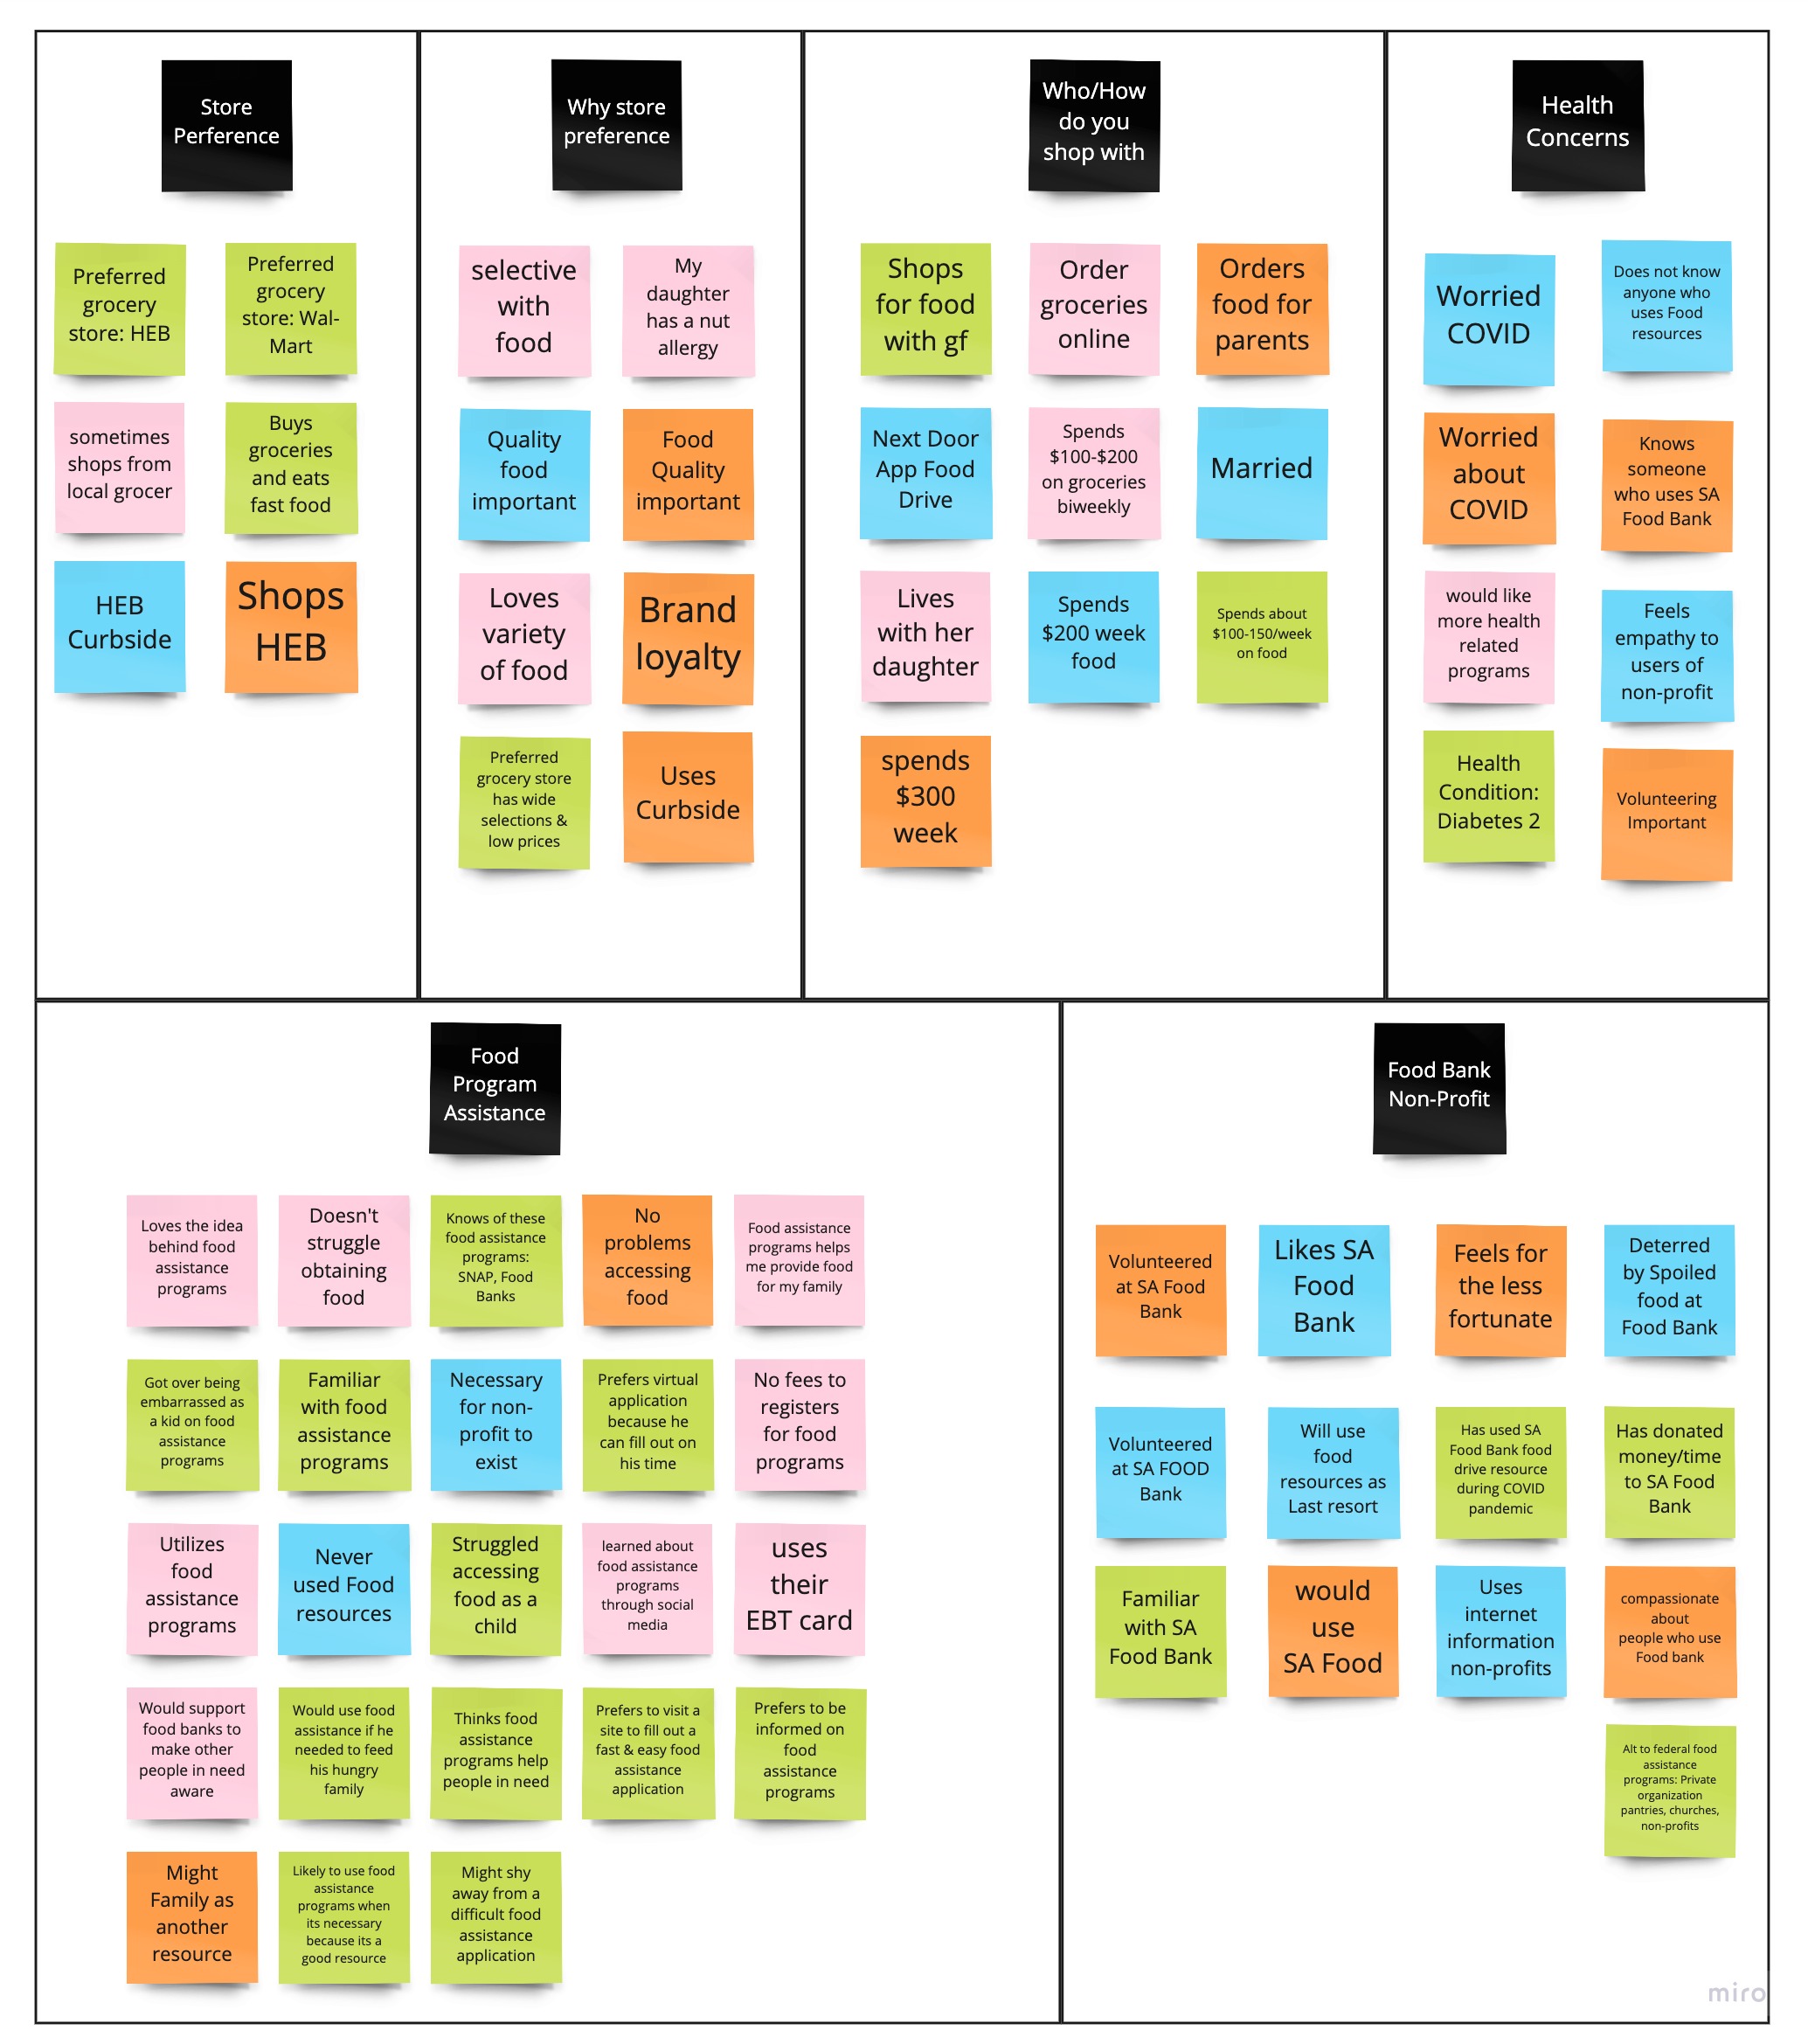 Store
Perference
Why store
preference
Who/How
do you
shop with
Health
Concerns
Preferred
grocery
store: HEB
Preferred
grocery
store: Wal-
Mart
sometimes
shops from
local grocer
Buys
groceries
and eats
fast food
HEB
Curbside
Shops
HEB
selective
with
food
My
daughter
has a nut
allergy
Quality
food
important
Food
Quality
important
Loves
variety
of food
Brand
loyalty
Preferred
grocery store
has wide
selections &
low prices
Uses
Curbside
Shops
for food
with gf
Order
groceries
online
Orders
food for
parents
Next Door
App Food
Drive
Spends
$100-$200
on groceries
biweekly
Married
Lives
with her
daughter
Spends
$200 week
food
Spends about
$100-150/week
on food
spends
$300
week
Worried
COVID
Does not know
anyone who
uses Food
resources
Worried
about
COVID
Knows
someone
who uses SA
Food Bank
would like
more health
related
programs
Feels
empathy to
users of
non-profit
Health
Condition:
Diabetes 2
Volunteering
Important
Food
Program
Assistance
Food Bank
Non-Profit
Loves the idea
behind food
assistance
programs
Doesn't
struggle
obtaining
food
Knows of these
food assistance
programs:
SNAP, Food
Banks
No
problems
accessing
food
Food assistance
programs helps
me provide food
for my family
Got over being
embarrassed as
a kid on food
assistance
programs
Familiar
with food
assistance
programs
Necessary
for non-
profit to
exist
Prefers virtual
application
because he
can fill out on
his time
No fees to
registers
for food
programs
Utilizes
food
assistance
programs
Never
used Food
resources
Struggled
accessing
food as a
child
learned about
food assistance
programs
through social
media
uses
their
EBT card
Would support
food banks to
make other
people in need
aware
Would use food
assistance if he
needed to feed
his hungry
family
Thinks food
assistance
programs help
people in need
Prefers to visit a
site to fill out a
fast & easy food
assistance
application
Prefers to be
informed on
food
assistance
programs
Might
Family as
another
resource
Likely to use food
assistance
programs when
its necessary
because its a
good resource
Might shy
away from a
difficult food
assistance
application
Volunteered
at SA Food
Bank
Likes SA
Food
Bank
Feels for
the less
fortunate
Deterred
by Spoiled
food at
Food Bank
Volunteered
at SA FOOD
Bank
Will use
food
resources as
Last resort
Has used SA
Food Bank food
drive resource
during COVID
pandemic
Has donated
money/time
to SA Food
Bank
Familiar
with SA
Food Bank
would
use
SA Food
Uses
internet
information
non-profits
compassionate
about
people who use
Food bank
Alt to federal food
assistance
programs: Private
organization
pantries, churches,
non-profits
miro